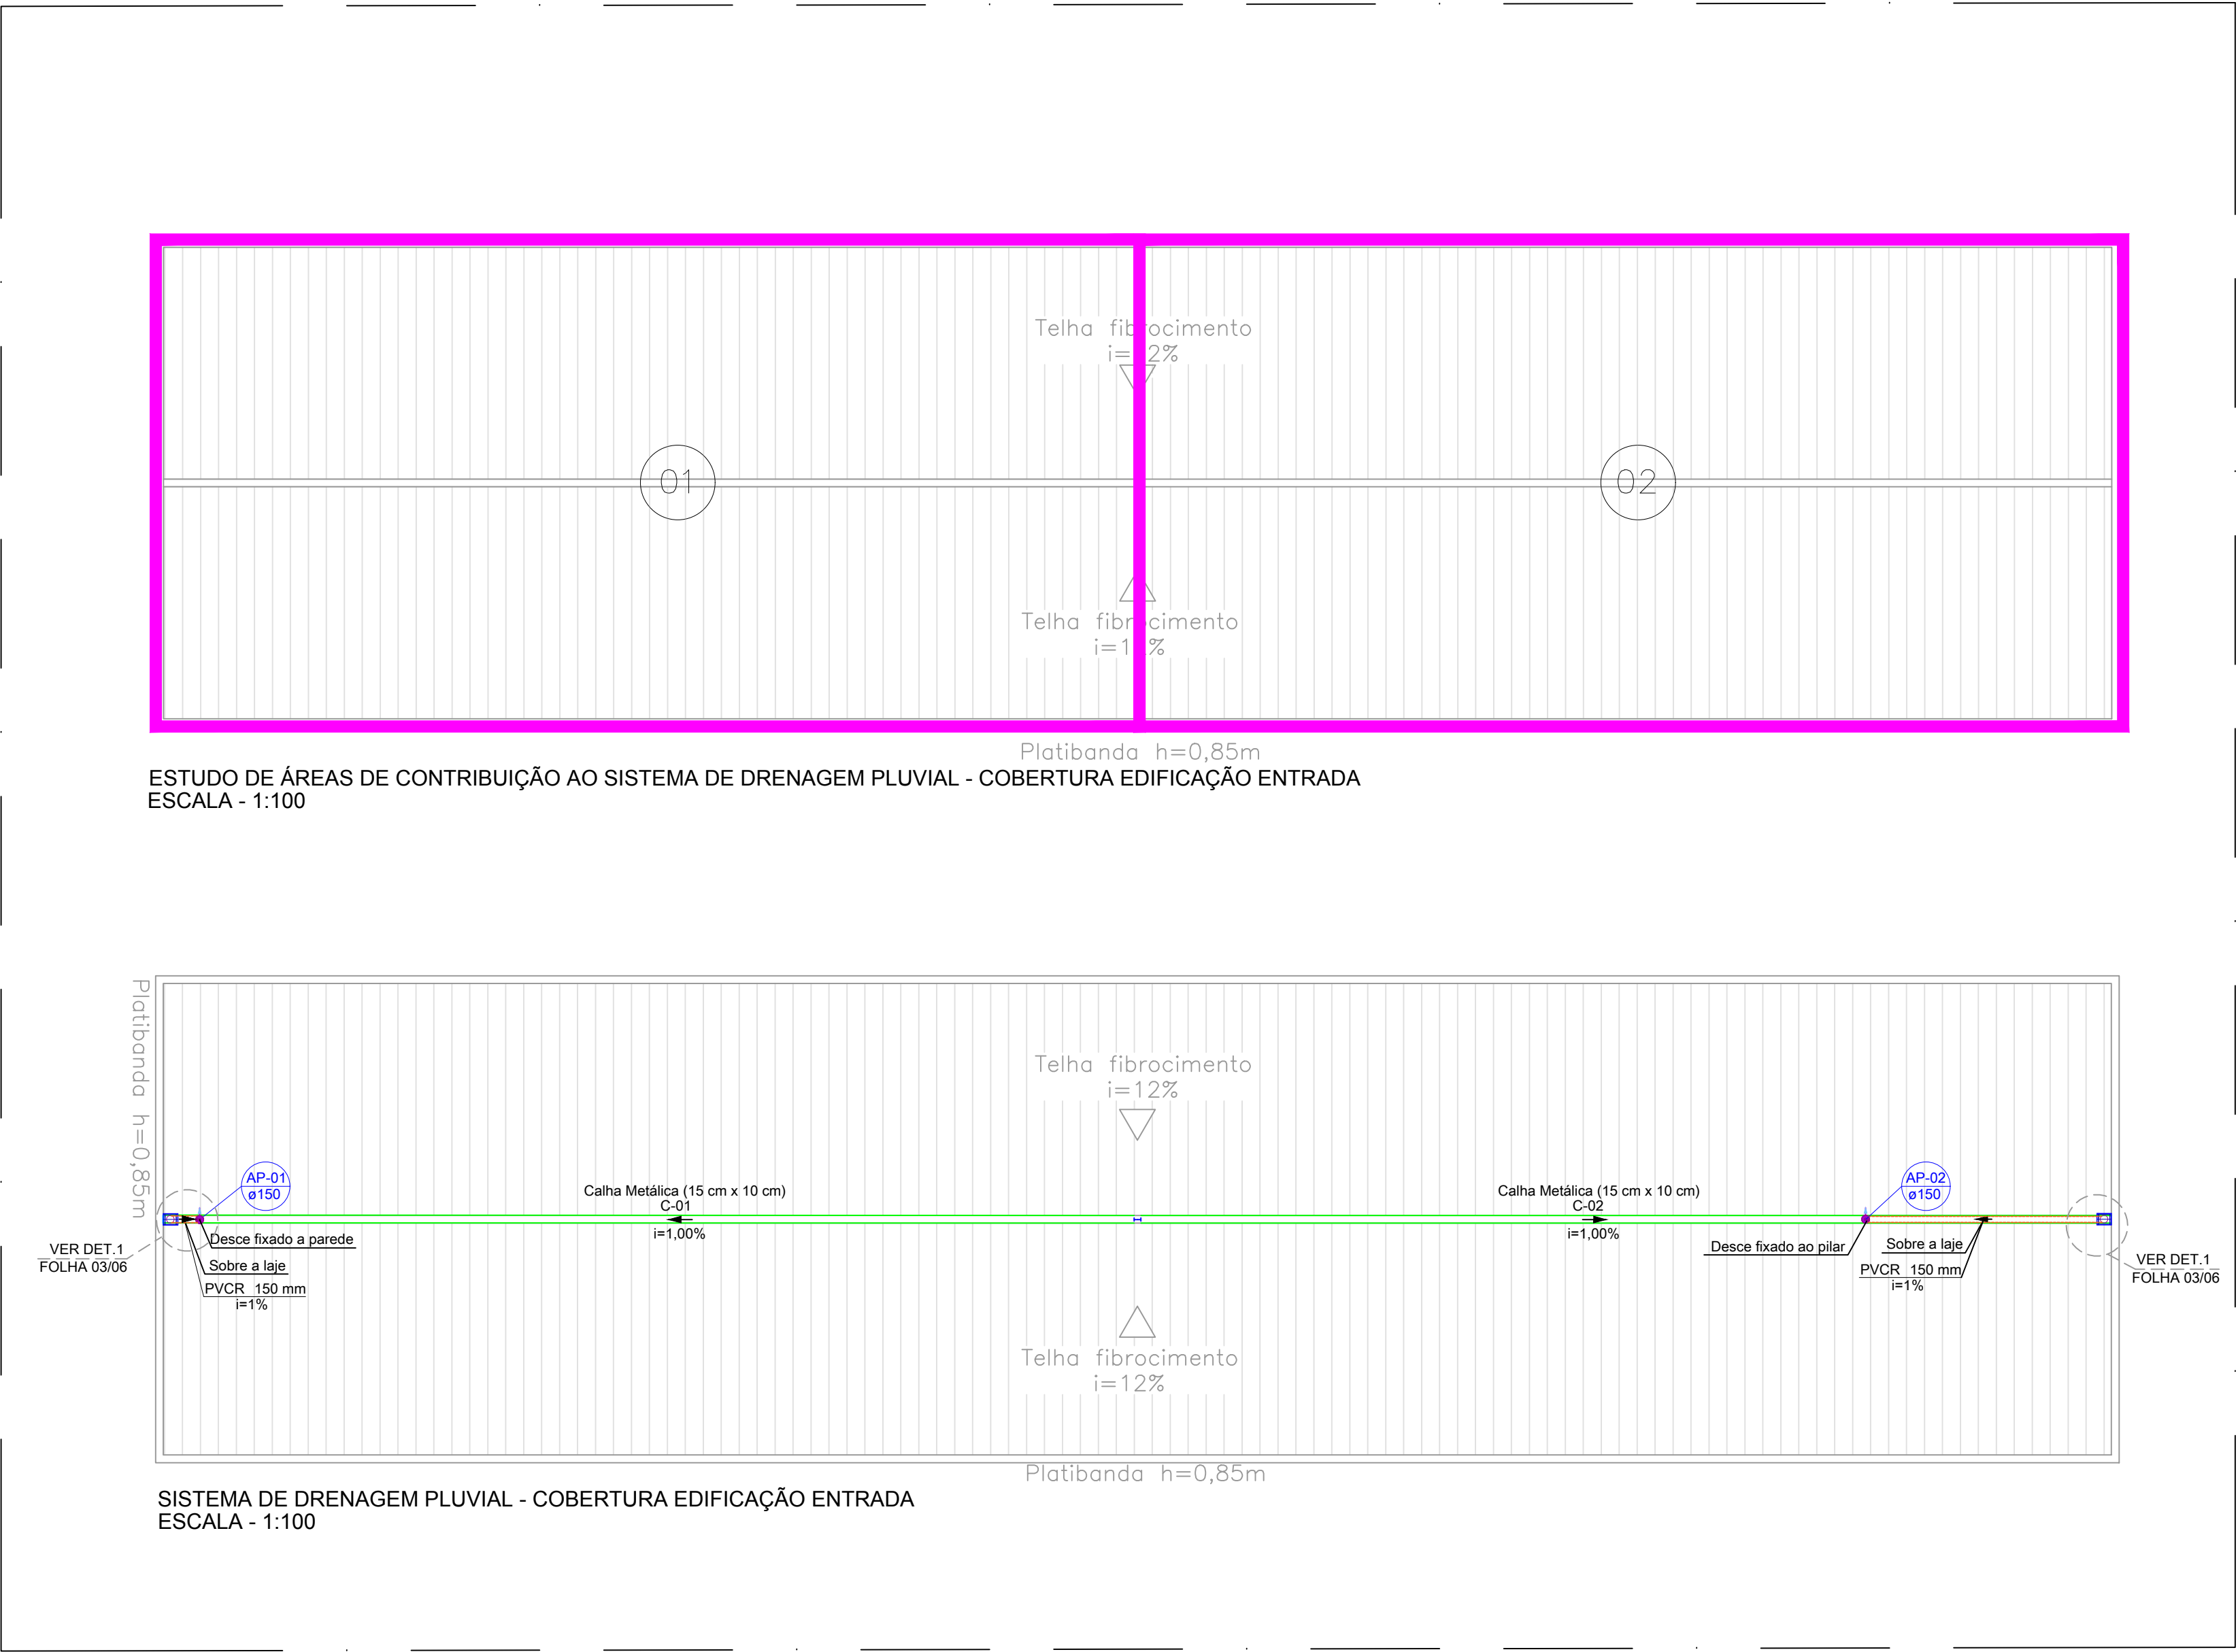 Telha fibrocimento
i=12%
01
02
Telha fibrocimento
i=1 %
Platibanda h=0,85m
ESTUDO DE ÁREAS DE CONTRIBUIÇÃO AO SISTEMA DE DRENAGEM PLUVIAL - COBERTURA EDIFICAÇÃO ENTRADA
ESCALA - 1:100
Platibanda h=0,85m
Telha fibrocimento
i=12%
AP-01
ø150
Calha Metálica (15 cm x 10 cm)
C-01
i=1,00%
Calha Metálica (15 cm x 10 cm)
C-02
i=1,00%
AP-02
ø150
VER DET.1
FOLHA 03/06
Desce fixado a parede
Sobre a laje
PVCR 150 mm
i=1%
Desce fixado ao pilar
Sobre a laje
PVCR 150 mm
i=1%
VER DET.1
FOLHA 03/06
Telha fibrocimento
i=12%
Platibanda h=0,85m
SISTEMA DE DRENAGEM PLUVIAL - COBERTURA EDIFICAÇÃO ENTRADA
ESCALA - 1:100